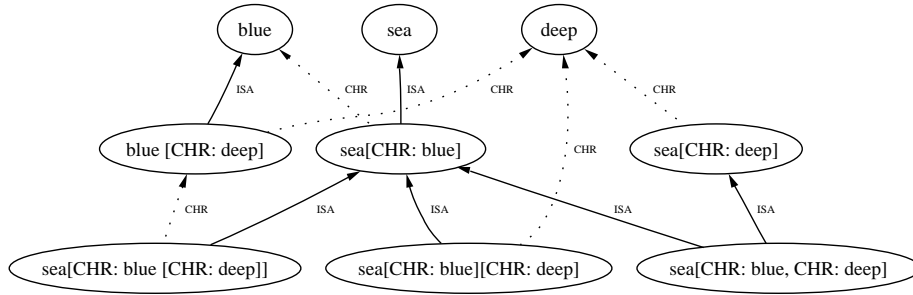 blue sea deep
ISA CHR ISA CHR CHR
blue [CHR: deep] sea[CHR: blue] CHR sea[CHR: deep]
CHR ISA ISA ISA ISA
sea[CHR: blue [CHR: deep]] sea[CHR: blue][CHR: deep] sea[CHR: blue, CHR: deep]